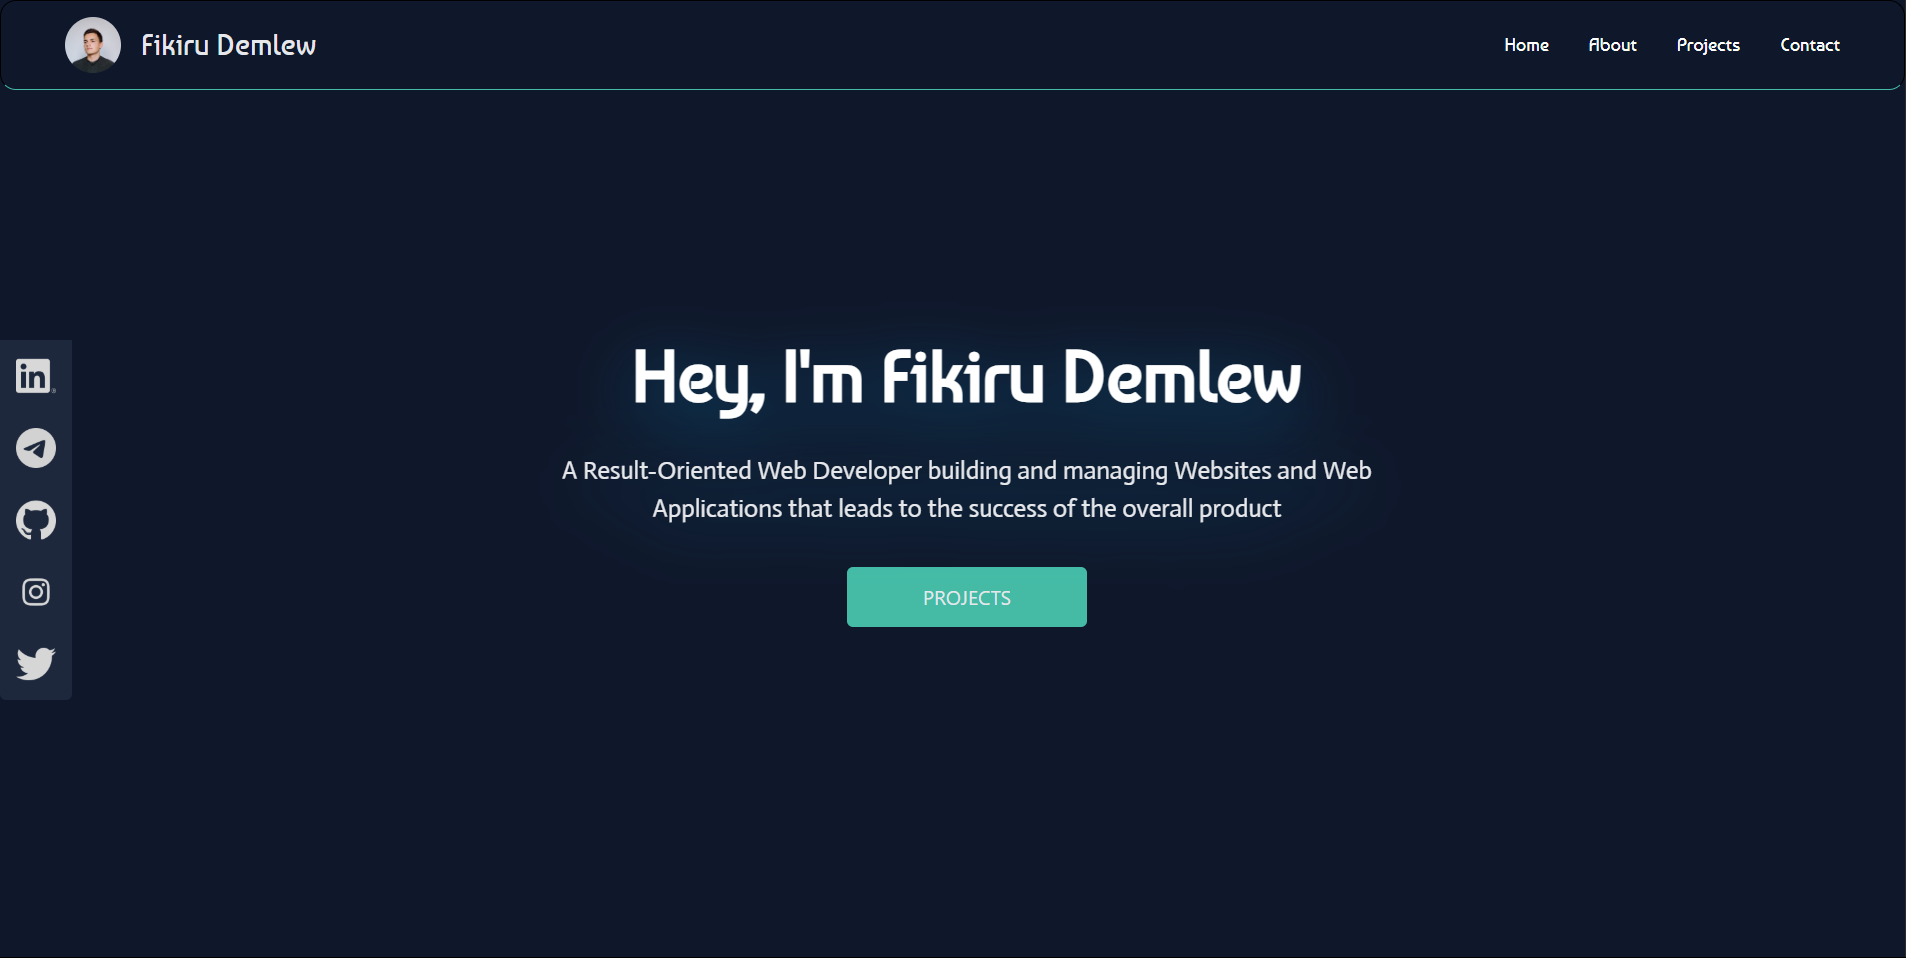 Fikiru Demlew
Home
About
Projects
Contact
in
Hey, I'm Fikiru Demlew
A Result-Oriented Web Developer building and managing Websites and Web
Applications that leads to the success of the overall product
PROJECTS